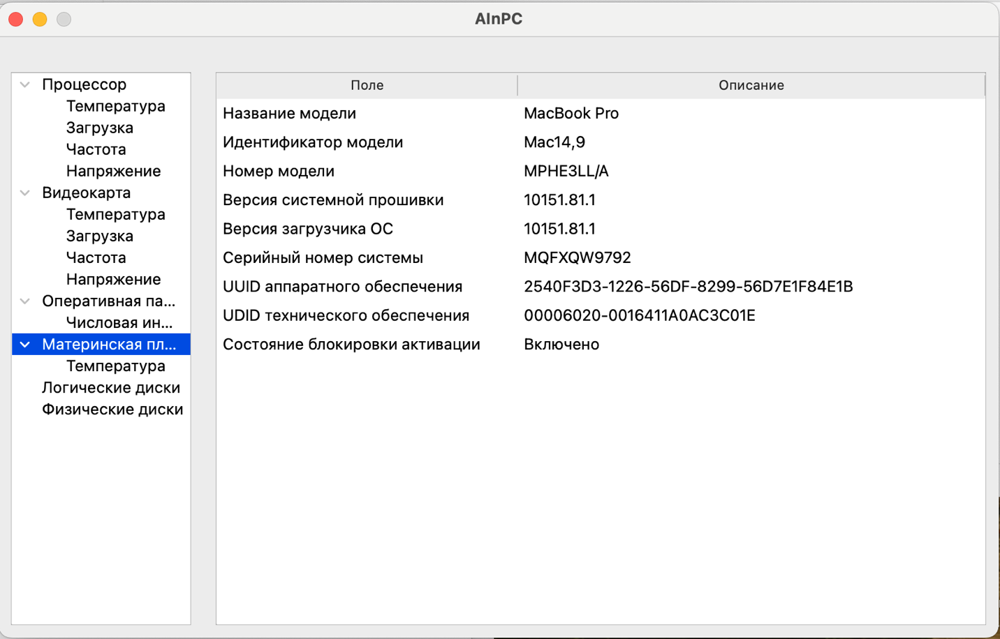 AInPC
Процессор
Температура
Загрузка
Частота
Напряжение
Видеокарта
Температура
Загрузка
Частота
Напряжение
Оперативная па...
Числовая ин...
Материнская пл...
Температура
Логические диски
Физические диски
Поле Описание
Название модели MacBook Pro
Идентификатор модели Mac14,9
Номер модели MPHE3LL/A
Версия системной прошивки 10151.81.1
Версия загрузчика ОС 10151.81.1
Серийный номер системы MQFXQW9792
UUID аппаратного обеспечения 2540F3D3-1226-56DF-8299-56D7E1F84E1B
UDID технического обеспечения 00006020-0016411A0AC3C01E
Состояние блокировки активации Включено